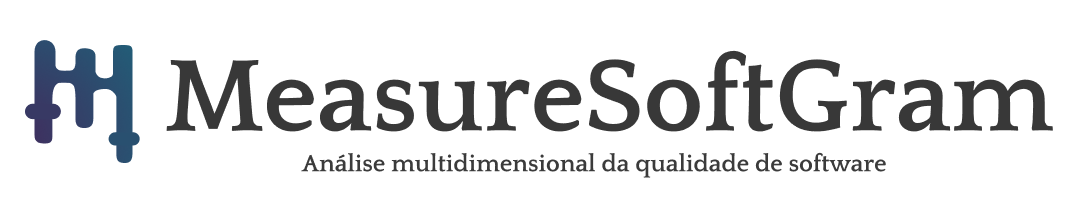 MeasureSoftGram
Análise multidimensional da qualidade de software